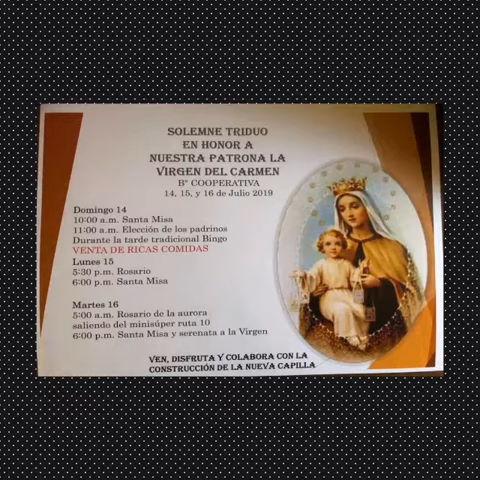 SOLEMNE TRIDUO
EN HONOR A
NUESTRA PATRONA LA
VIRGEN DEL CARMEN
Bº COOPERATIVA
14, 15, y 16 de Julio 2019
Domingo 14
10:00 a.m. Santa Misa
11:00 a.m. Elección de los padrinos
Durante la tarde tradicional Bingo
VENTA DE RICAS COMIDAS
Lunes 15
5:30 p.m. Rosario
6:00 p.m. Santa Misa
Martes 16
5:00 a.m. Rosario de la aurora
saliendo del minisúper ruta 10
6:00 p.m. Santa Misa y serenata a la Virgen
VEN, DISFRUTA Y COLABORA CON LA
CONSTRUCCIÓN DE LA NUEVA CAPILLA